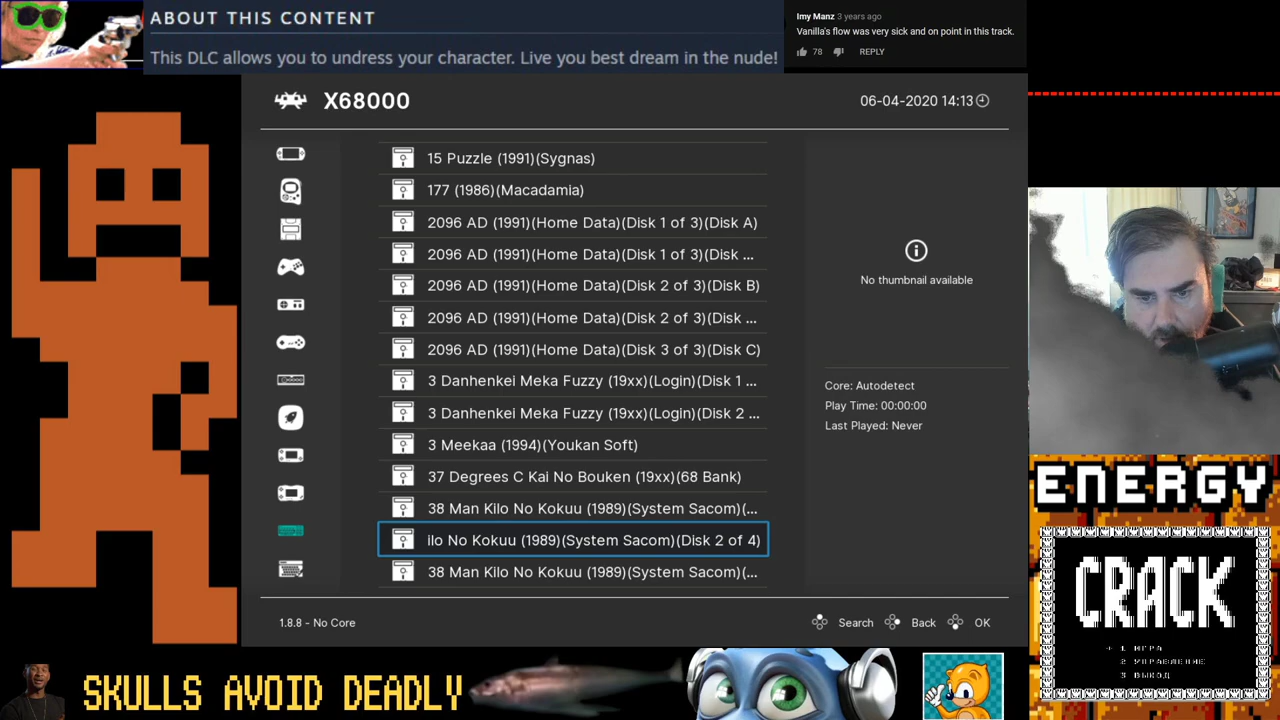 ABOUT THIS CONTENT
This DLC allows you to undress your character. Live you best dream in the nude!
Imy Manz 3 years ago
Vanilla's flow was very sick and on point in this track.
78 REPLY
X68000
06-04-2020 14:13
15 Puzzle (1991)(Sygnas)
177 (1986)(Macadamia)
2096 AD (1991)(Home Data)(Disk 1 of 3)(Disk A)
2096 AD (1991)(Home Data)(Disk 1 of 3)(Disk ...
2096 AD (1991)(Home Data)(Disk 2 of 3)(Disk B)
2096 AD (1991)(Home Data)(Disk 2 of 3)(Disk ...
2096 AD (1991)(Home Data)(Disk 3 of 3)(Disk C)
3 Danhenkei Meka Fuzzy (19xx)(Login)(Disk 1 ...
3 Danhenkei Meka Fuzzy (19xx)(Login)(Disk 2 ...
3 Meekaa (1994)(Youkan Soft)
37 Degrees C Kai No Bouken (19xx)(68 Bank)
38 Man Kilo No Kokuu (1989)(System Sacom)(...
ilo No Kokuu (1989)(System Sacom)(Disk 2 of 4)
38 Man Kilo No Kokuu (1989)(System Sacom)(...
No thumbnail available
Core: Autodetect
Play Time: 00:00:00
Last Played: Never
1.8.8 - No Core
Search Back OK
ENERGY
CRACK
1. ИГРА
2 УПРАВЛЕНИЕ
3 ВЫХОД
SKULLS AVOID DEADLY